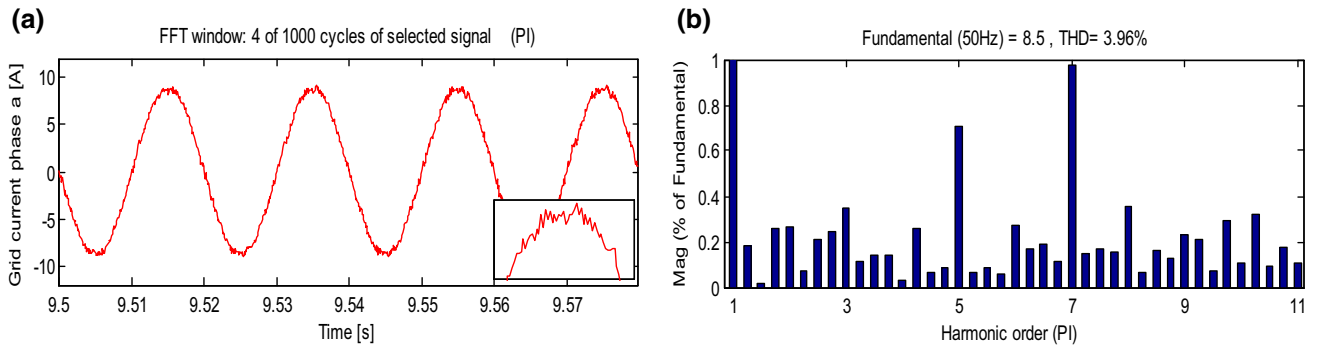 (a)
FFT window: 4 of 1000 cycles of selected signal (PI)
Grid current phase a [A]
10
5
0
-5
-10
9.5 9.51 9.52 9.53 9.54 9.55 9.56 9.57
Time [s]
(b)
Fundamental (50Hz) = 8.5 , THD= 3.96%
Mag (% of Fundamental)
1
0.8
0.6
0.4
0.2
0
1 3 5 7 9 11
Harmonic order (PI)